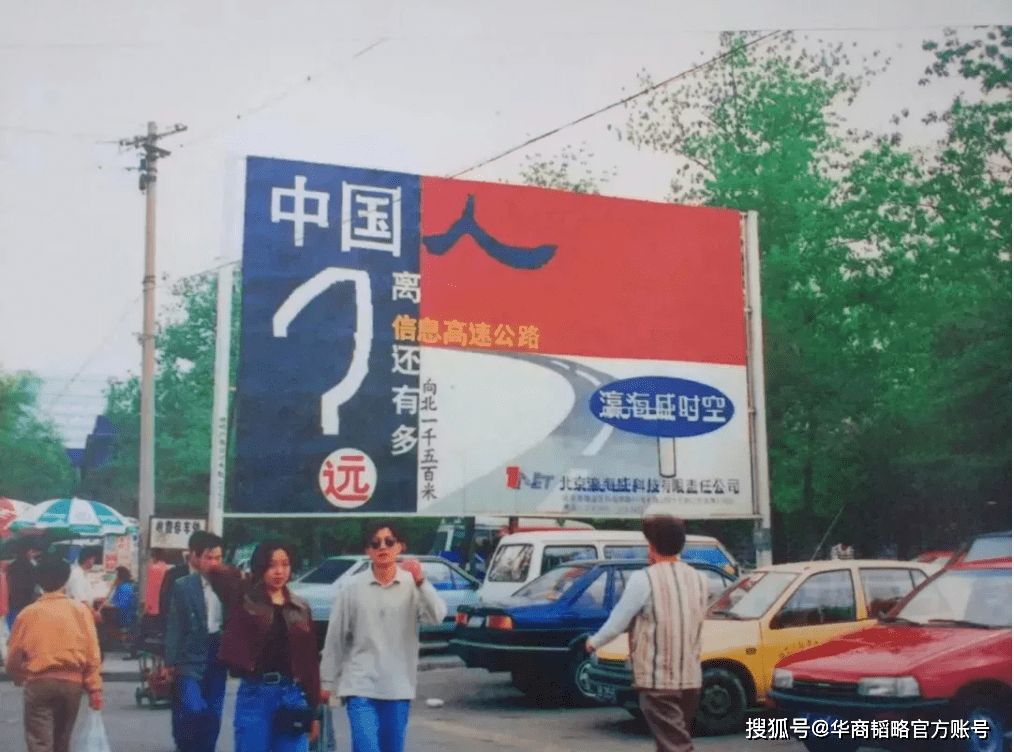 中国人
离
信息高速公路
还有多
远
?
向北一千五百米
瀛海威时空
1NET
北京瀛海威科技有限责任公司
搜狐号@华商韬略官方账号